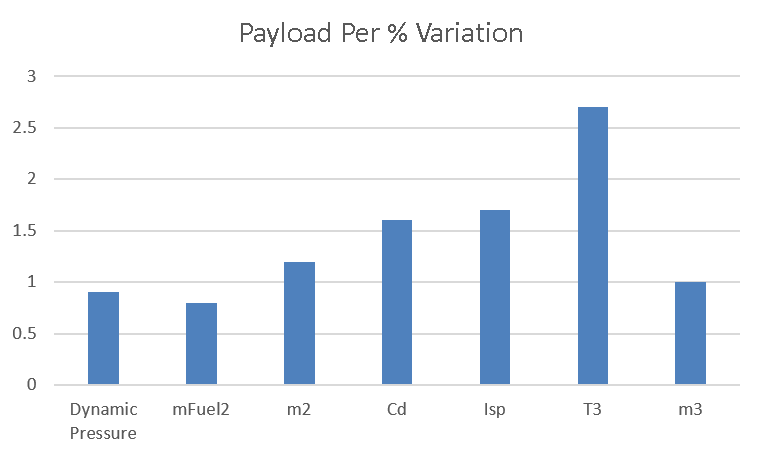 Payload Per % Variation
3
2.5
2
1.5
1
0.5
0
Dynamic
Pressure
mFuel2
m2
Cd
Isp
T3
m3